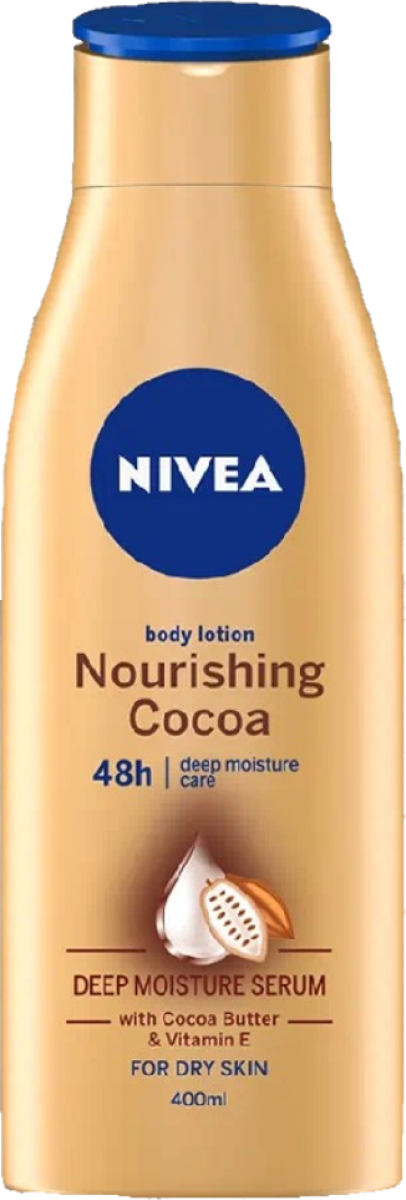 NIVEA
body lotion
Nourishing
Cocoa
48h | deep moisture
care
DEEP MOISTURE SERUM
with Cocoa Butter
& Vitamin E
FOR DRY SKIN
400ml